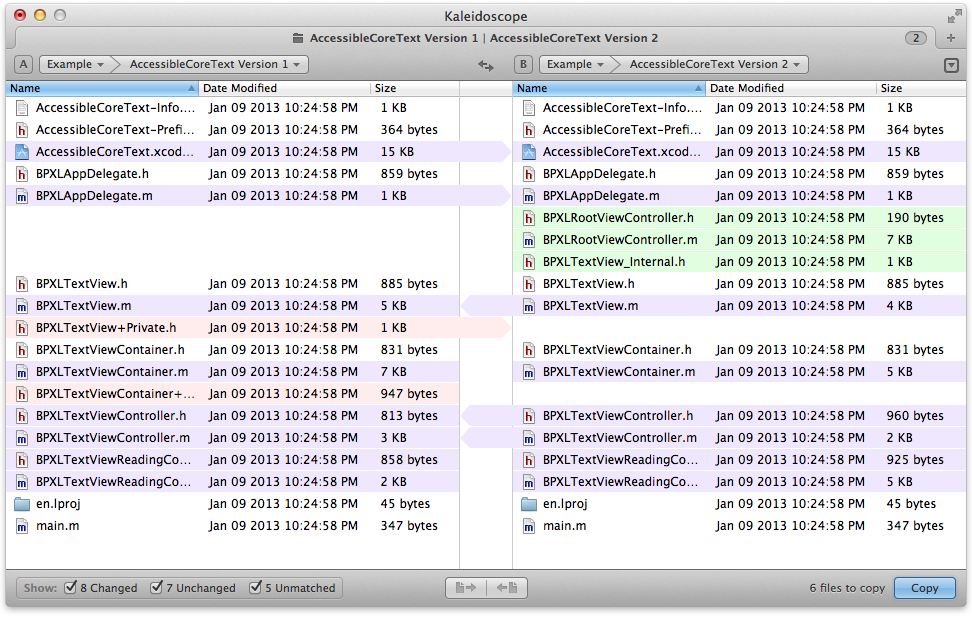 Kaleidoscope
AccessibleCoreText Version 1 | AccessibleCoreText Version 2
2
A Example AccessibleCoreText Version 1 B Example AccessibleCoreText Version 2
Name Date Modified Size Name Date Modified Size
AccessibleCoreText-Info.... Jan 09 2013 10:24:58 PM 1 KB AccessibleCoreText-Info.... Jan 09 2013 10:24:58 PM 1 KB
h AccessibleCoreText-Prefi... Jan 09 2013 10:24:58 PM 364 bytes h AccessibleCoreText-Prefi... Jan 09 2013 10:24:58 PM 364 bytes
AccessibleCoreText.xcod... Jan 09 2013 10:24:58 PM 15 KB AccessibleCoreText.xcod... Jan 09 2013 10:24:58 PM 15 KB
h BPXLAppDelegate.h Jan 09 2013 10:24:58 PM 859 bytes h BPXLAppDelegate.h Jan 09 2013 10:24:58 PM 859 bytes
m BPXLAppDelegate.m Jan 09 2013 10:24:58 PM 1 KB m BPXLAppDelegate.m Jan 09 2013 10:24:58 PM 1 KB
h BPXLRootViewController.h Jan 09 2013 10:24:58 PM 190 bytes
m BPXLRootViewController.m Jan 09 2013 10:24:58 PM 7 KB
h BPXLTextView_Internal.h Jan 09 2013 10:24:58 PM 1 KB
h BPXLTextView.h Jan 09 2013 10:24:58 PM 885 bytes h BPXLTextView.h Jan 09 2013 10:24:58 PM 885 bytes
m BPXLTextView.m Jan 09 2013 10:24:58 PM 5 KB m BPXLTextView.m Jan 09 2013 10:24:58 PM 4 KB
h BPXLTextView+Private.h Jan 09 2013 10:24:58 PM 1 KB
h BPXLTextViewContainer.h Jan 09 2013 10:24:58 PM 831 bytes h BPXLTextViewContainer.h Jan 09 2013 10:24:58 PM 831 bytes
m BPXLTextViewContainer.m Jan 09 2013 10:24:58 PM 7 KB m BPXLTextViewContainer.m Jan 09 2013 10:24:58 PM 5 KB
h BPXLTextViewContainer+... Jan 09 2013 10:24:58 PM 947 bytes
h BPXLTextViewController.h Jan 09 2013 10:24:58 PM 813 bytes h BPXLTextViewController.h Jan 09 2013 10:24:58 PM 960 bytes
m BPXLTextViewController.m Jan 09 2013 10:24:58 PM 3 KB m BPXLTextViewController.m Jan 09 2013 10:24:58 PM 2 KB
h BPXLTextViewReadingCo... Jan 09 2013 10:24:58 PM 858 bytes h BPXLTextViewReadingCo... Jan 09 2013 10:24:58 PM 925 bytes
m BPXLTextViewReadingCo... Jan 09 2013 10:24:58 PM 2 KB m BPXLTextViewReadingCo... Jan 09 2013 10:24:58 PM 5 KB
en.lproj Jan 09 2013 10:24:58 PM 45 bytes en.lproj Jan 09 2013 10:24:58 PM 45 bytes
m main.m Jan 09 2013 10:24:58 PM 347 bytes m main.m Jan 09 2013 10:24:58 PM 347 bytes
Show: 8 Changed 7 Unchanged 5 Unmatched 6 files to copy Copy